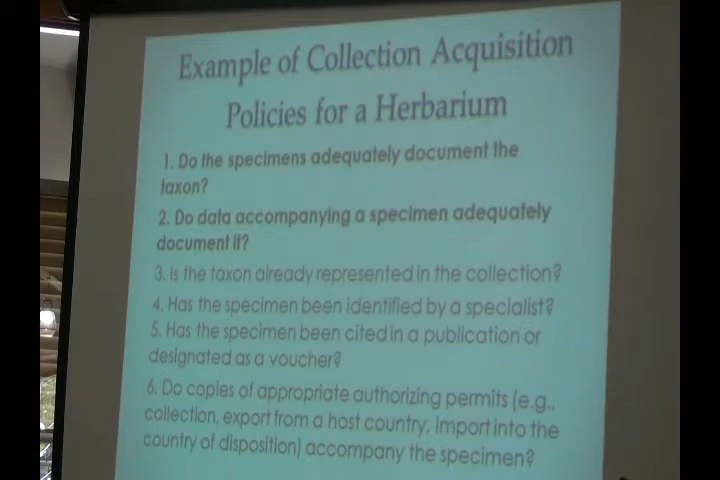 Example of Collection Acquisition
Policies for a Herbarium
1. Do the specimens adequately document the
taxon?
2. Do data accompanying a specimen adequately
document it?
3. Is the taxon already represented in the collection?
4. Has the specimen been identified by a specialist?
5. Has the specimen been cited in a publication or
designated as a voucher?
6. Do copies of appropriate authorizing permits (e.g.,
collection, export from a host country, import into the
country of disposition) accompany the specimen?